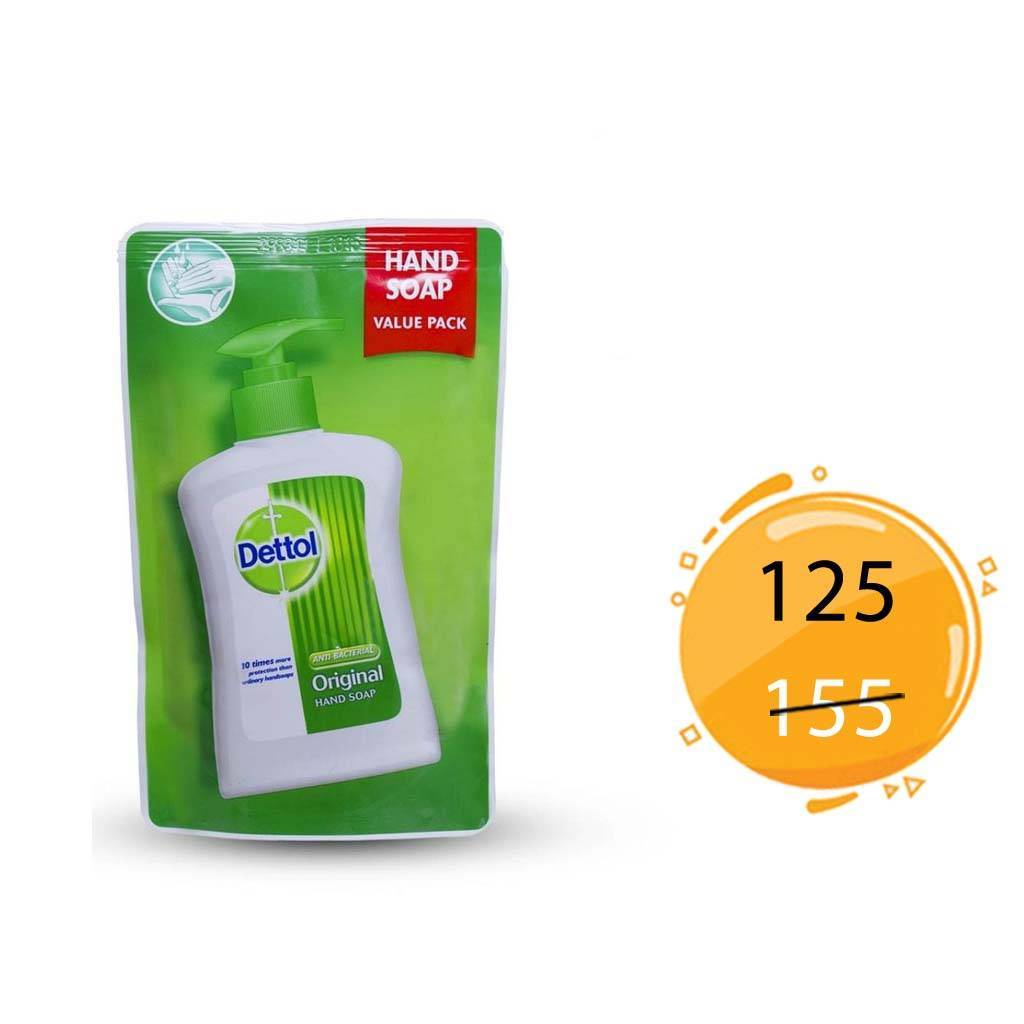 HAND
SOAP
VALUE PACK
Dettol
10 times more
protection than
ordinary handsoaps
ANTI-BACTERIAL
Original
HAND SOAP
125
155